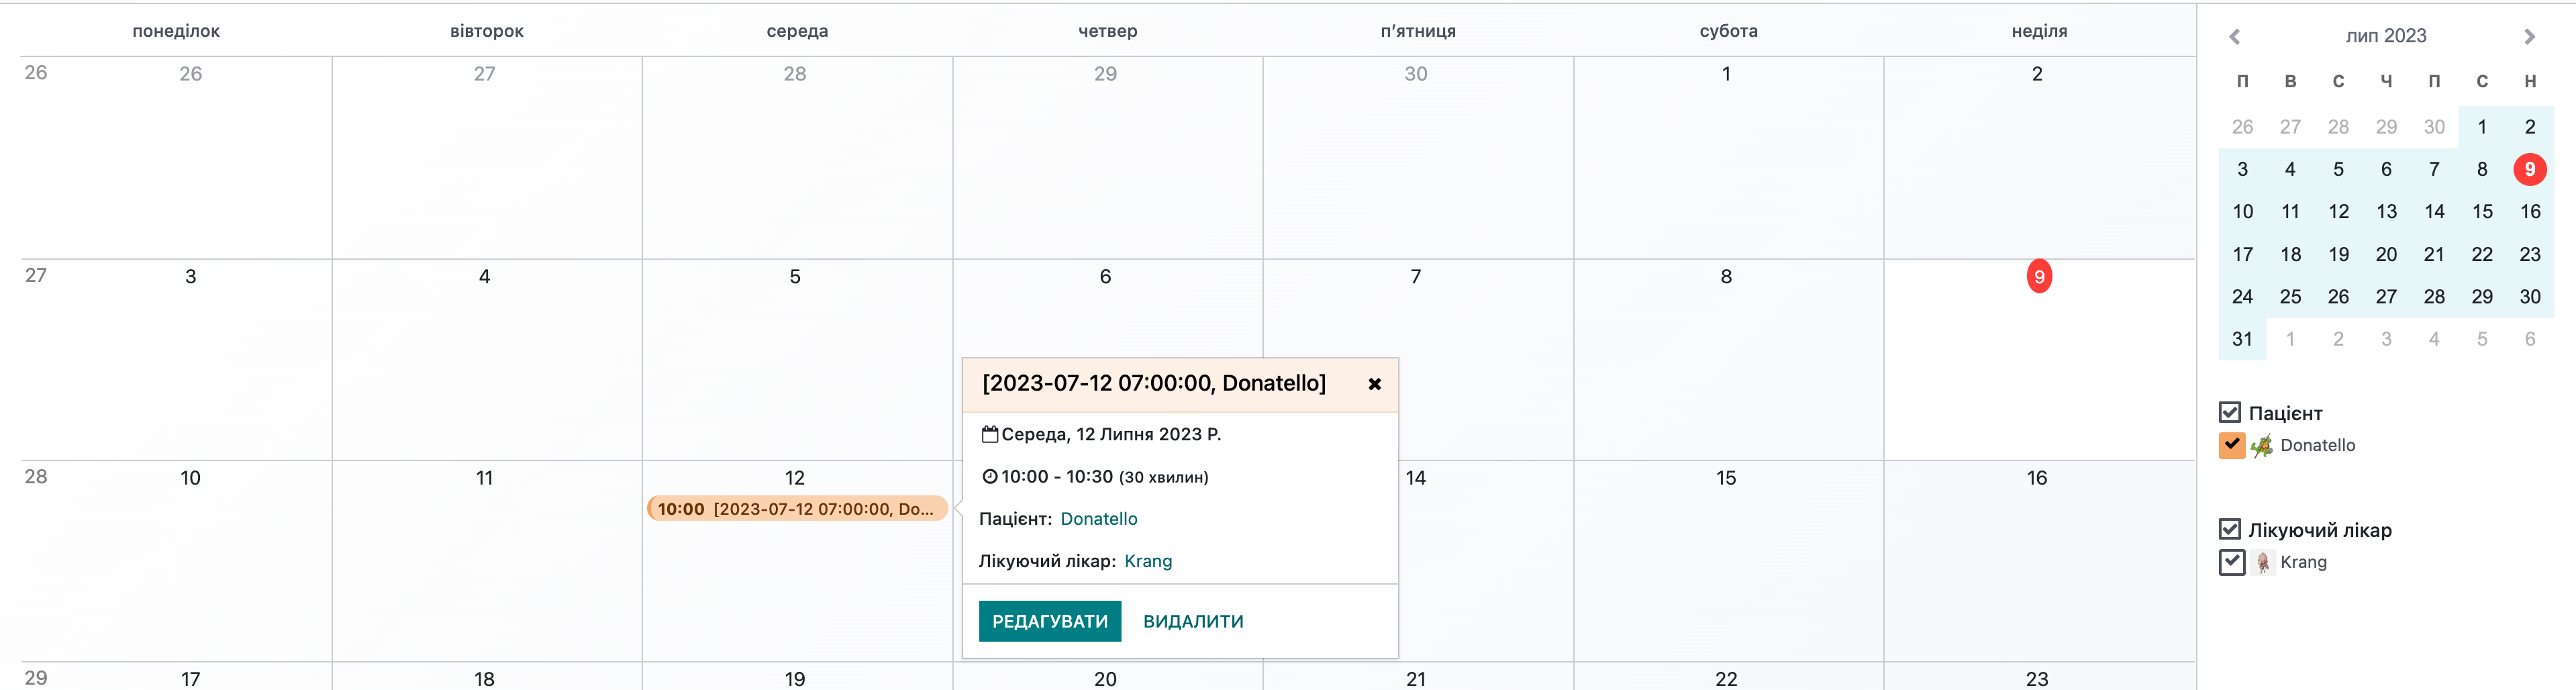 понеділок вівторок середа четвер п’ятниця субота неділя
26 26 27 28 29 30 1 2
27 3 4 5 6 7 8 9
28 10 11 12 14 15 16
10:00 [2023-07-12 07:00:00, Do...
29 17 18 19 20 21 22 23
[2023-07-12 07:00:00, Donatello]
Середа, 12 Липня 2023 Р.
10:00 - 10:30 (30 хвилин)
Пацієнт: Donatello
Лікуючий лікар: Krang
РЕДАГУВАТИ ВИДАЛИТИ
лип 2023
П В С Ч П С Н
26 27 28 29 30 1 2
3 4 5 6 7 8 9
10 11 12 13 14 15 16
17 18 19 20 21 22 23
24 25 26 27 28 29 30
31 1 2 3 4 5 6
Пацієнт
Donatello
Лікуючий лікар
Krang